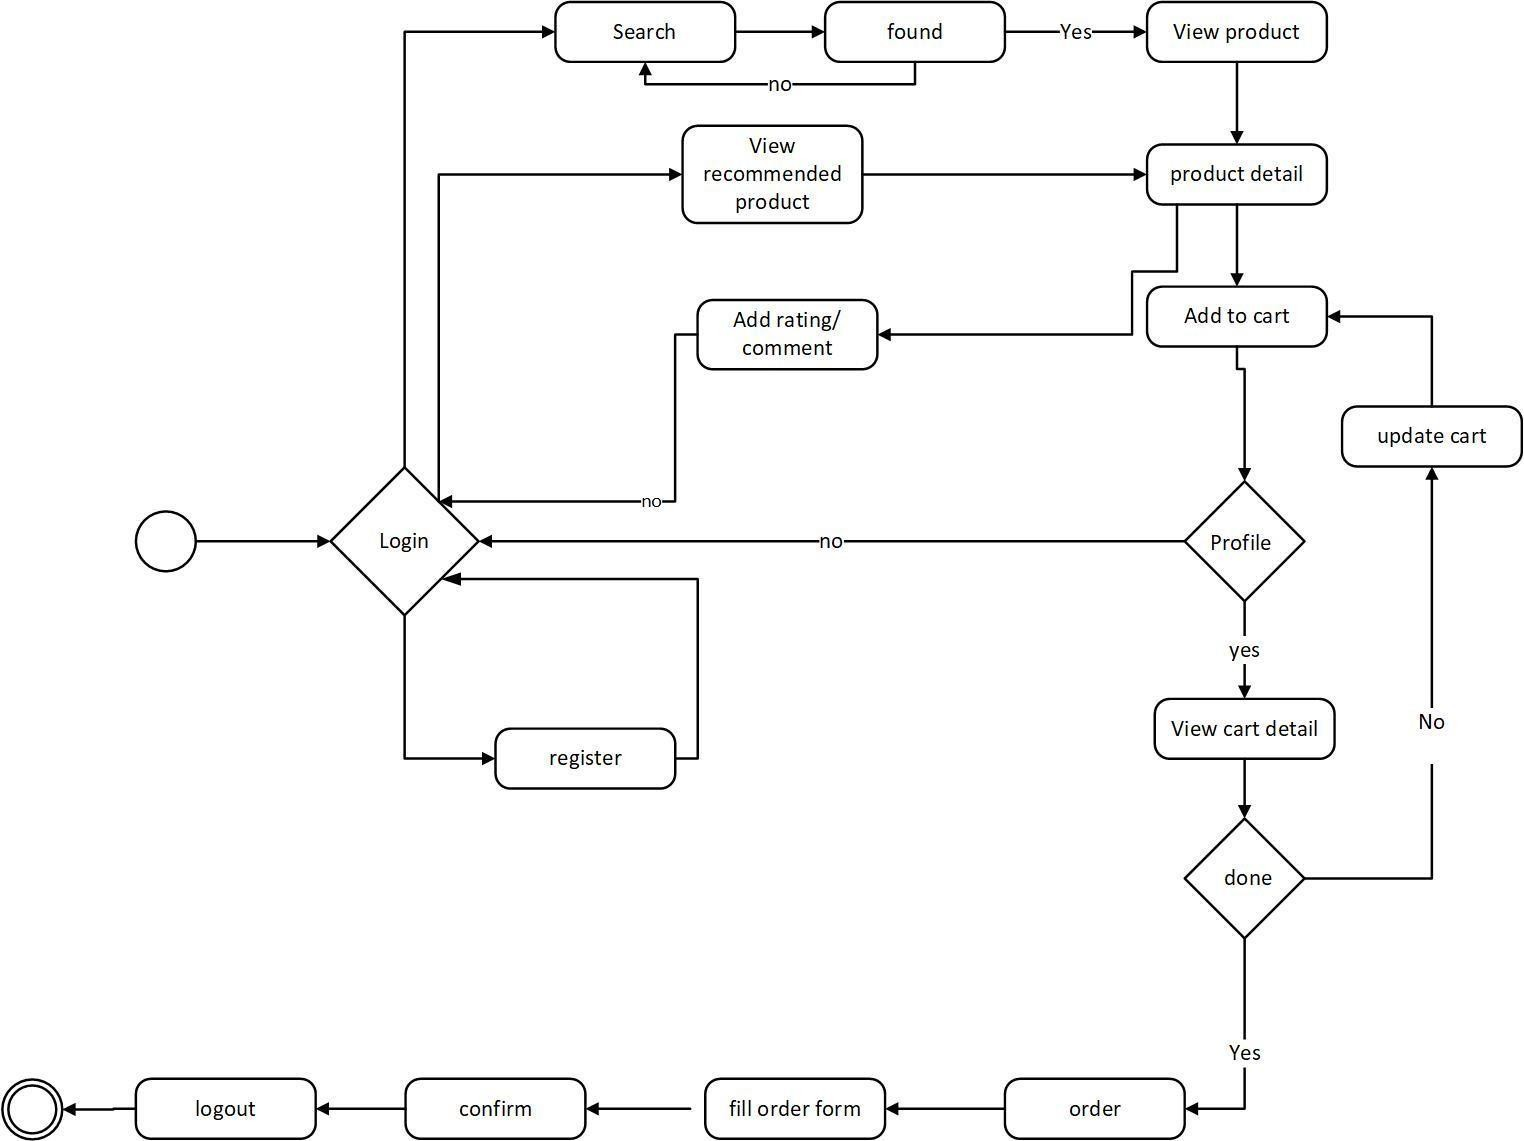 Search
found
Yes
View product
no
View
recommended
product
product detail
Add rating/
comment
Add to cart
update cart
no
Login
no
Profile
yes
View cart detail
No
register
done
Yes
logout
confirm
fill order form
order